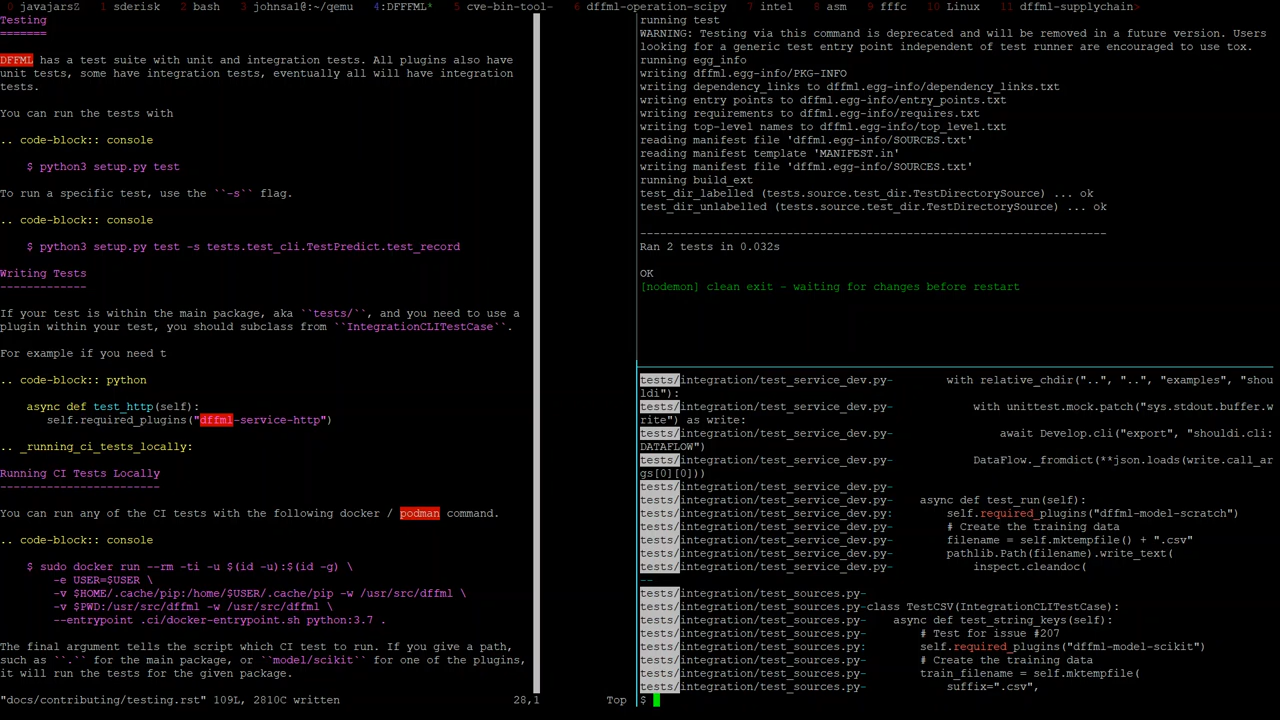 0 javajarsZ  1 sderisk  2 bash  3 johnsal@:~/qemu  4:DFFFML*  5 cve-bin-tool-  6 dffml-operation-scipy  7 intel  8 asm  9 fffc  10 Linux  11 dffml-supplychain>
Testing
=======
DFFML has a test suite with unit and integration tests. All plugins also have
unit tests, some have integration tests, eventually all will have integration
tests.
You can run the tests with
.. code-block:: console
$ python3 setup.py test
To run a specific test, use the ``-s`` flag.
.. code-block:: console
$ python3 setup.py test -s tests.test_cli.TestPredict.test_record
Writing Tests
-------------
If your test is within the main package, aka ``tests/``, and you need to use a
plugin within your test, you should subclass from ``IntegrationCLITestCase``.
For example if you need t
.. code-block:: python
async def test_http(self):
self.required_plugins("dffml-service-http")
.. _running_ci_tests_locally:
Running CI Tests Locally
------------------------
You can run any of the CI tests with the following docker / podman command.
.. code-block:: console
$ sudo docker run --rm -ti -u $(id -u):$(id -g) \
-e USER=$USER \
-v $HOME/.cache/pip:/home/$USER/.cache/pip -w /usr/src/dffml \
-v $PWD:/usr/src/dffml -w /usr/src/dffml \
--entrypoint .ci/docker-entrypoint.sh python:3.7 .
The final argument tells the script which CI test to run. If you give a path,
such as ``.`` for the main package, or ``model/scikit`` for one of the plugins,
it will run the tests for the given package.
"docs/contributing/testing.rst" 109L, 2810C written 28,1 Top
running test
WARNING: Testing via this command is deprecated and will be removed in a future version. Users
looking for a generic test entry point independent of test runner are encouraged to use tox.
running egg_info
writing dffml.egg-info/PKG-INFO
writing dependency_links to dffml.egg-info/dependency_links.txt
writing entry points to dffml.egg-info/entry_points.txt
writing requirements to dffml.egg-info/requires.txt
writing top-level names to dffml.egg-info/top_level.txt
reading manifest file 'dffml.egg-info/SOURCES.txt'
reading manifest template 'MANIFEST.in'
writing manifest file 'dffml.egg-info/SOURCES.txt'
running build_ext
test_dir_labelled (tests.source.test_dir.TestDirectorySource) ... ok
test_dir_unlabelled (tests.source.test_dir.TestDirectorySource) ... ok
----------------------------------------------------------------------
Ran 2 tests in 0.032s
OK
[nodemon] clean exit - waiting for changes before restart
tests/integration/test_service_dev.py-        with relative_chdir("..", "..", "examples", "shou
ldi"):
tests/integration/test_service_dev.py-            with unittest.mock.patch("sys.stdout.buffer.w
rite") as write:
tests/integration/test_service_dev.py-                await Develop.cli("export", "shouldi.cli:
DATAFLOW")
tests/integration/test_service_dev.py-            DataFlow._fromdict(**json.loads(write.call_ar
gs[0][0]))
tests/integration/test_service_dev.py-
tests/integration/test_service_dev.py-    async def test_run(self):
tests/integration/test_service_dev.py:        self.required_plugins("dffml-model-scratch")
tests/integration/test_service_dev.py-        # Create the training data
tests/integration/test_service_dev.py-        filename = self.mktempfile() + ".csv"
tests/integration/test_service_dev.py-        pathlib.Path(filename).write_text(
tests/integration/test_service_dev.py-            inspect.cleandoc(
--
tests/integration/test_sources.py-
tests/integration/test_sources.py-class TestCSV(IntegrationCLITestCase):
tests/integration/test_sources.py-    async def test_string_keys(self):
tests/integration/test_sources.py-        # Test for issue #207
tests/integration/test_sources.py:        self.required_plugins("dffml-model-scikit")
tests/integration/test_sources.py-        # Create the training data
tests/integration/test_sources.py-        train_filename = self.mktempfile(
tests/integration/test_sources.py-            suffix=".csv",
$